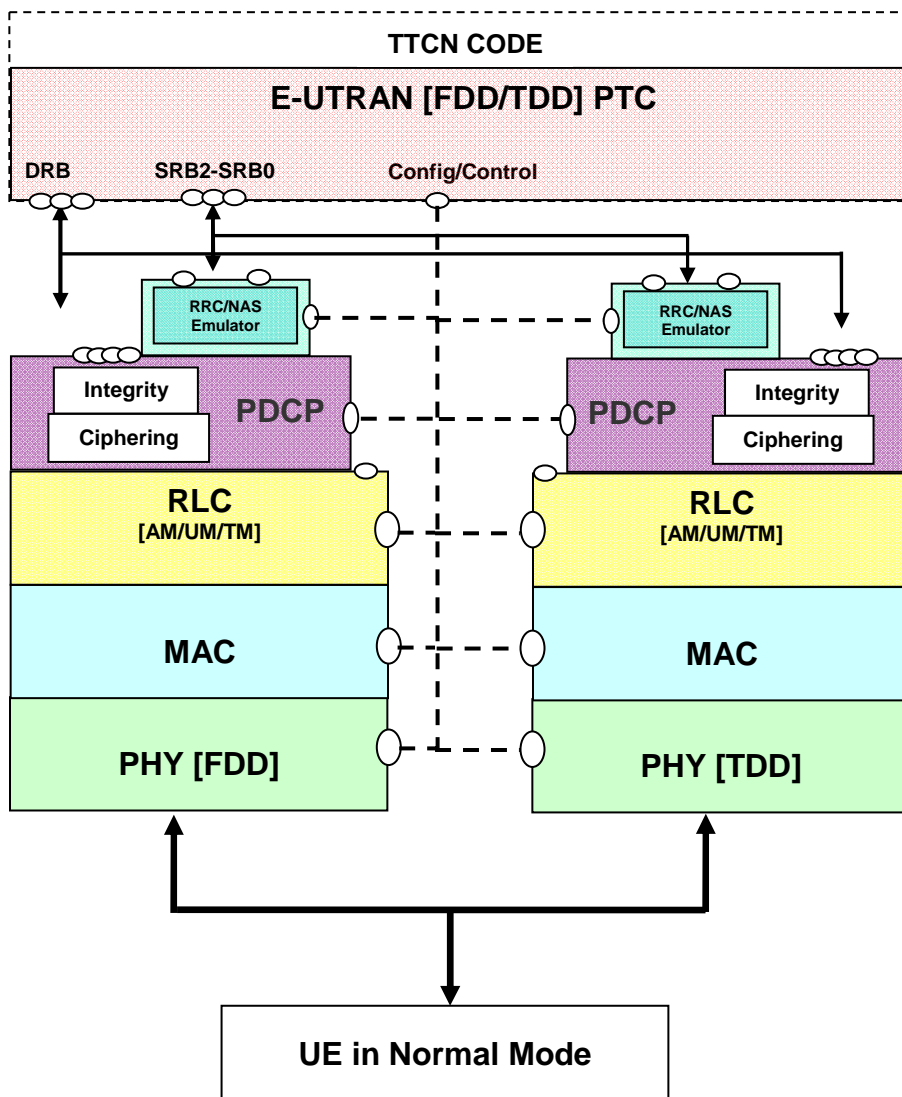 TTCN CODE
E-UTRAN [FDD/TDD] PTC
DRB
SRB2-SRB0
Config/Control
RRC/NAS
Emulator
RRC/NAS
Emulator
Integrity
PDCP
Ciphering
PDCP
Integrity
Ciphering
RLC
[AM/UM/TM]
RLC
[AM/UM/TM]
MAC
MAC
PHY [FDD]
PHY [TDD]
UE in Normal Mode